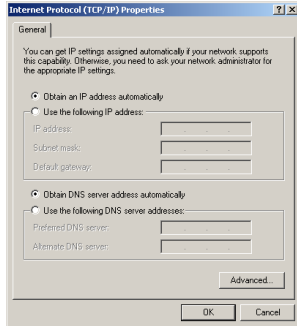 Internet Protocol (TCP/IP) Properties
General
You can get IP settings assigned automatically if your network supports
this capability. Otherwise, you need to ask your network administrator for
the appropriate IP settings.
Obtain an IP address automatically
Use the following IP address:
IP address:
Subnet mask:
Default gateway:
Obtain DNS server address automatically
Use the following DNS server addresses:
Preferred DNS server:
Alternate DNS server:
Advanced...
OK Cancel